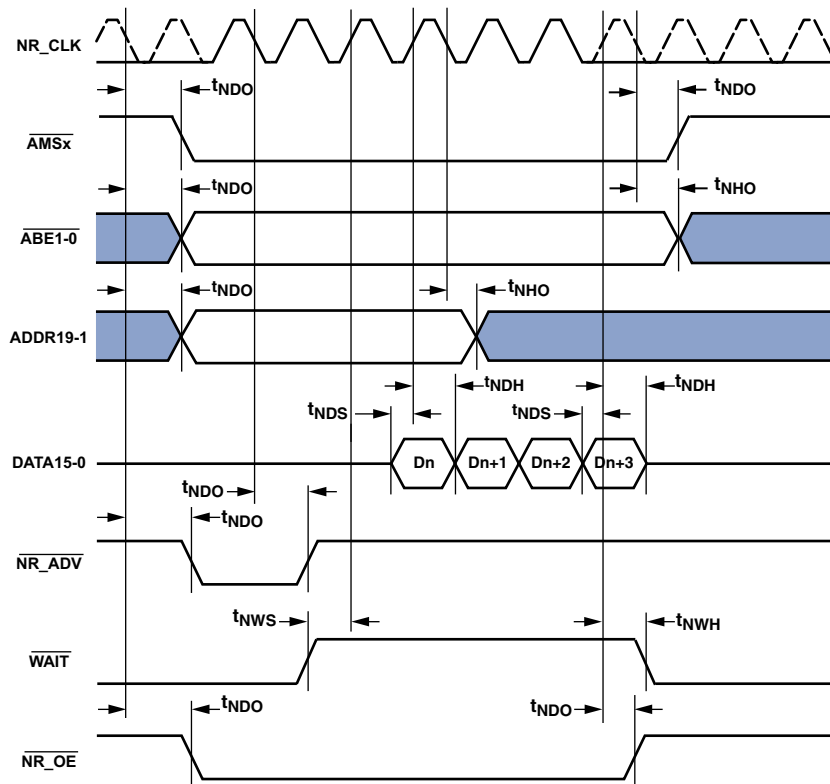 NR_CLK
tNDO tNDO
AMSx
tNDO tNHO
ABE1-0
tNDO tNHO
ADDR19-1
tNDH tNDH
tNDS tNDS
DATA15-0 Dn Dn+1 Dn+2 Dn+3
tNDO
tNDO
NR_ADV
tNWS tNWH
WAIT
tNDO tNDO
NR_OE